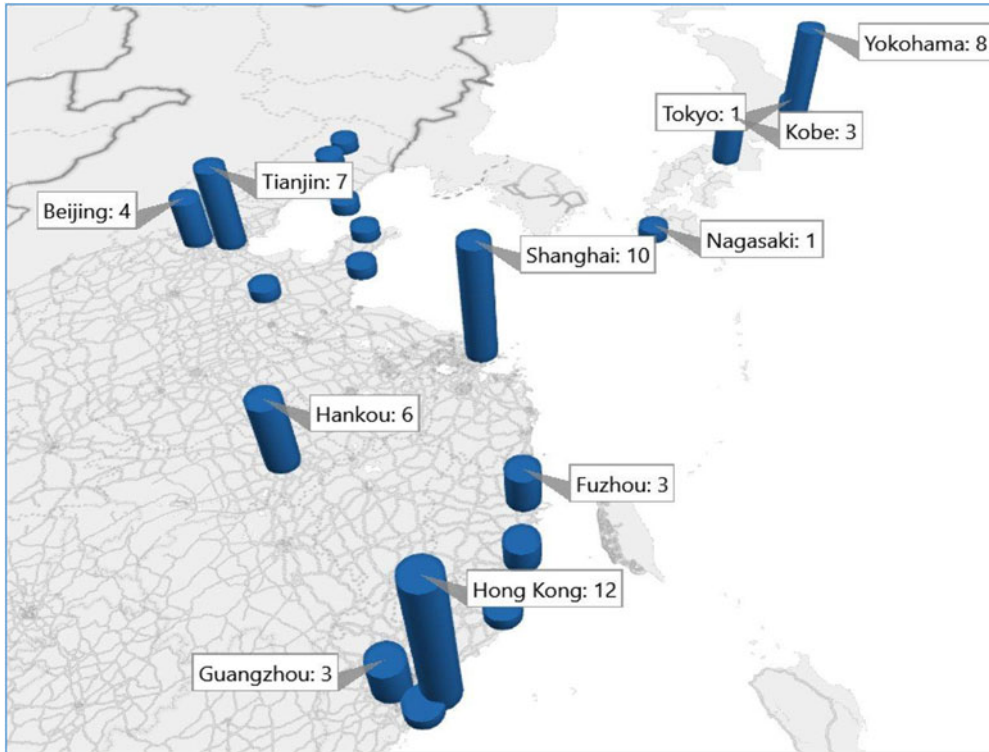 Yokohama: 8
Tokyo: 1
Kobe: 3
Tianjin: 7
Beijing: 4
Nagasaki: 1
Shanghai: 10
Hankou: 6
Fuzhou: 3
Hong Kong: 12
Guangzhou: 3